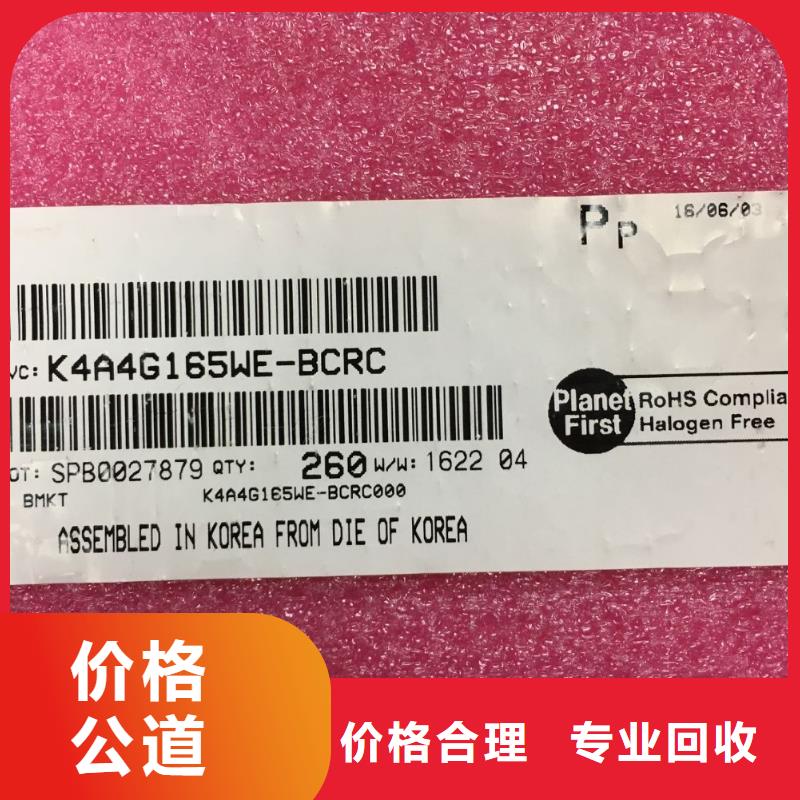 Pp 16/06/03
VC: K4A4G165WE-BCRC
Planet First
RoHS Complia
Halogen Free
OT: SPB0027879 QTY: 260 W/W: 1622 04
BMKT K4A4G165WE-BCRC000
ASSEMBLED IN KOREA FROM DIE OF KOREA
价格
公道
价格合理 专业回收